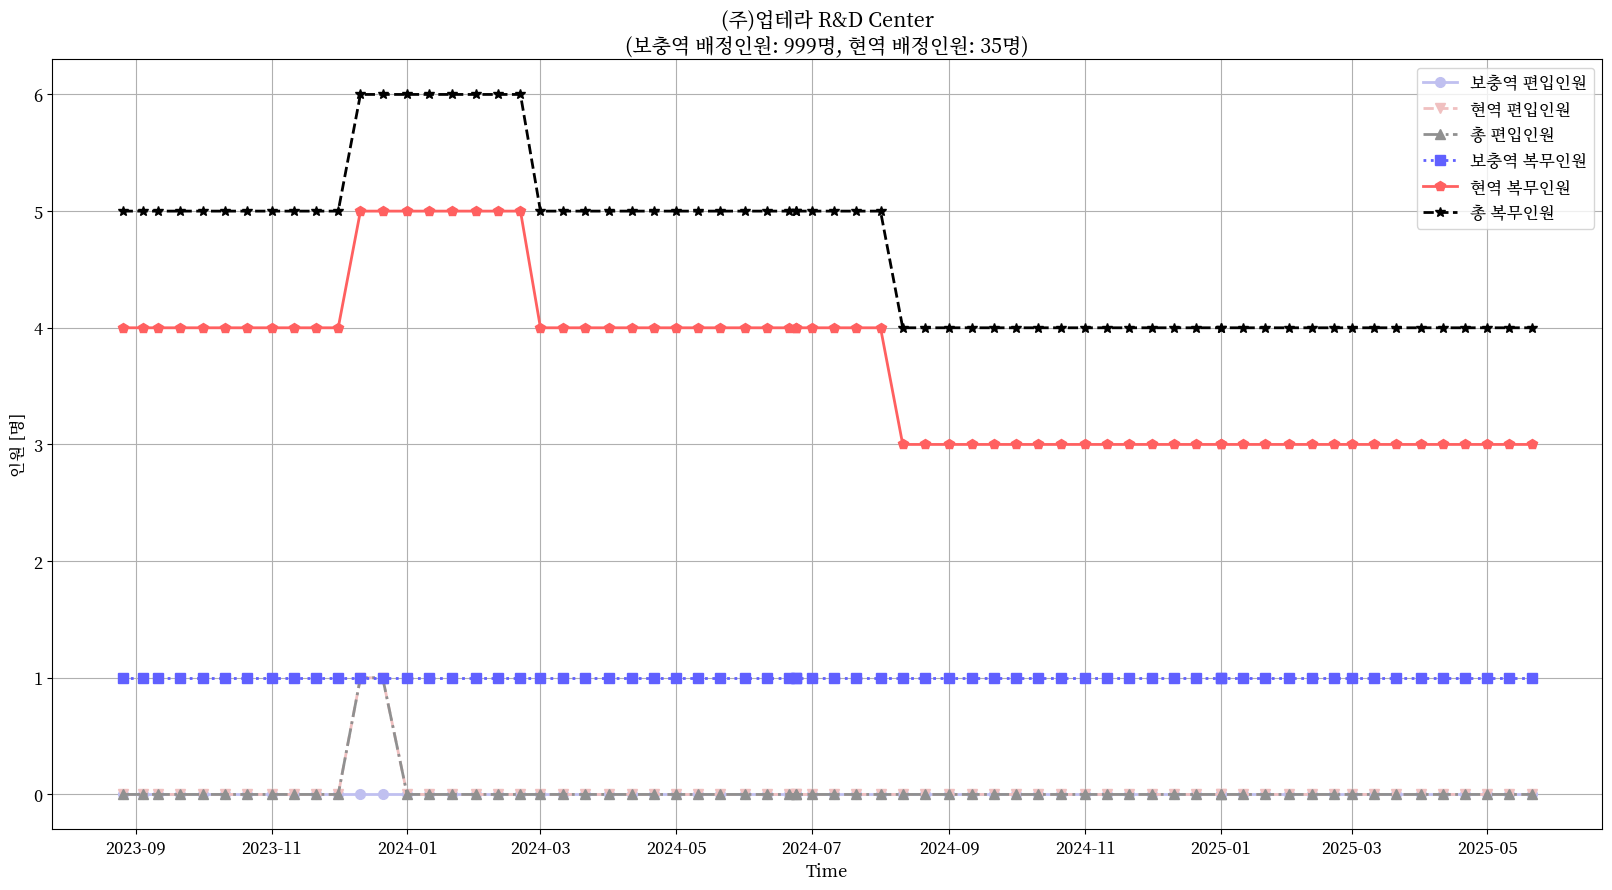 (주)업테라 R&D Center
(보충역 배정인원: 999명, 현역 배정인원: 35명)
보충역 편입인원
현역 편입인원
총 편입인원
보충역 복무인원
현역 복무인원
총 복무인원
인원 [명]
6
5
4
3
2
1
0
2023-09
2023-11
2024-01
2024-03
2024-05
2024-07
2024-09
2024-11
2025-01
2025-03
2025-05
Time